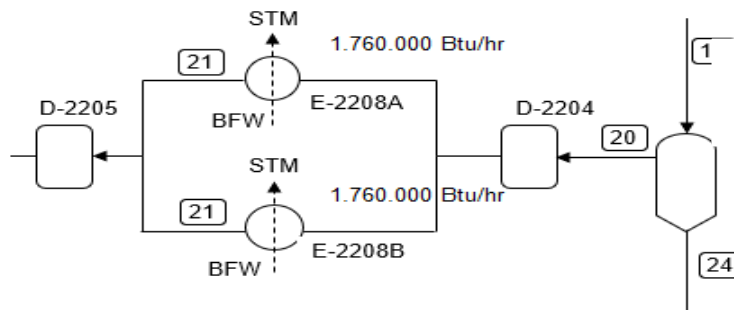 STM
1.760.000 Btu/hr
21
1
D-2205
BFW
E-2208A
D-2204
20
STM
1.760.000 Btu/hr
21
BFW
E-2208B
24